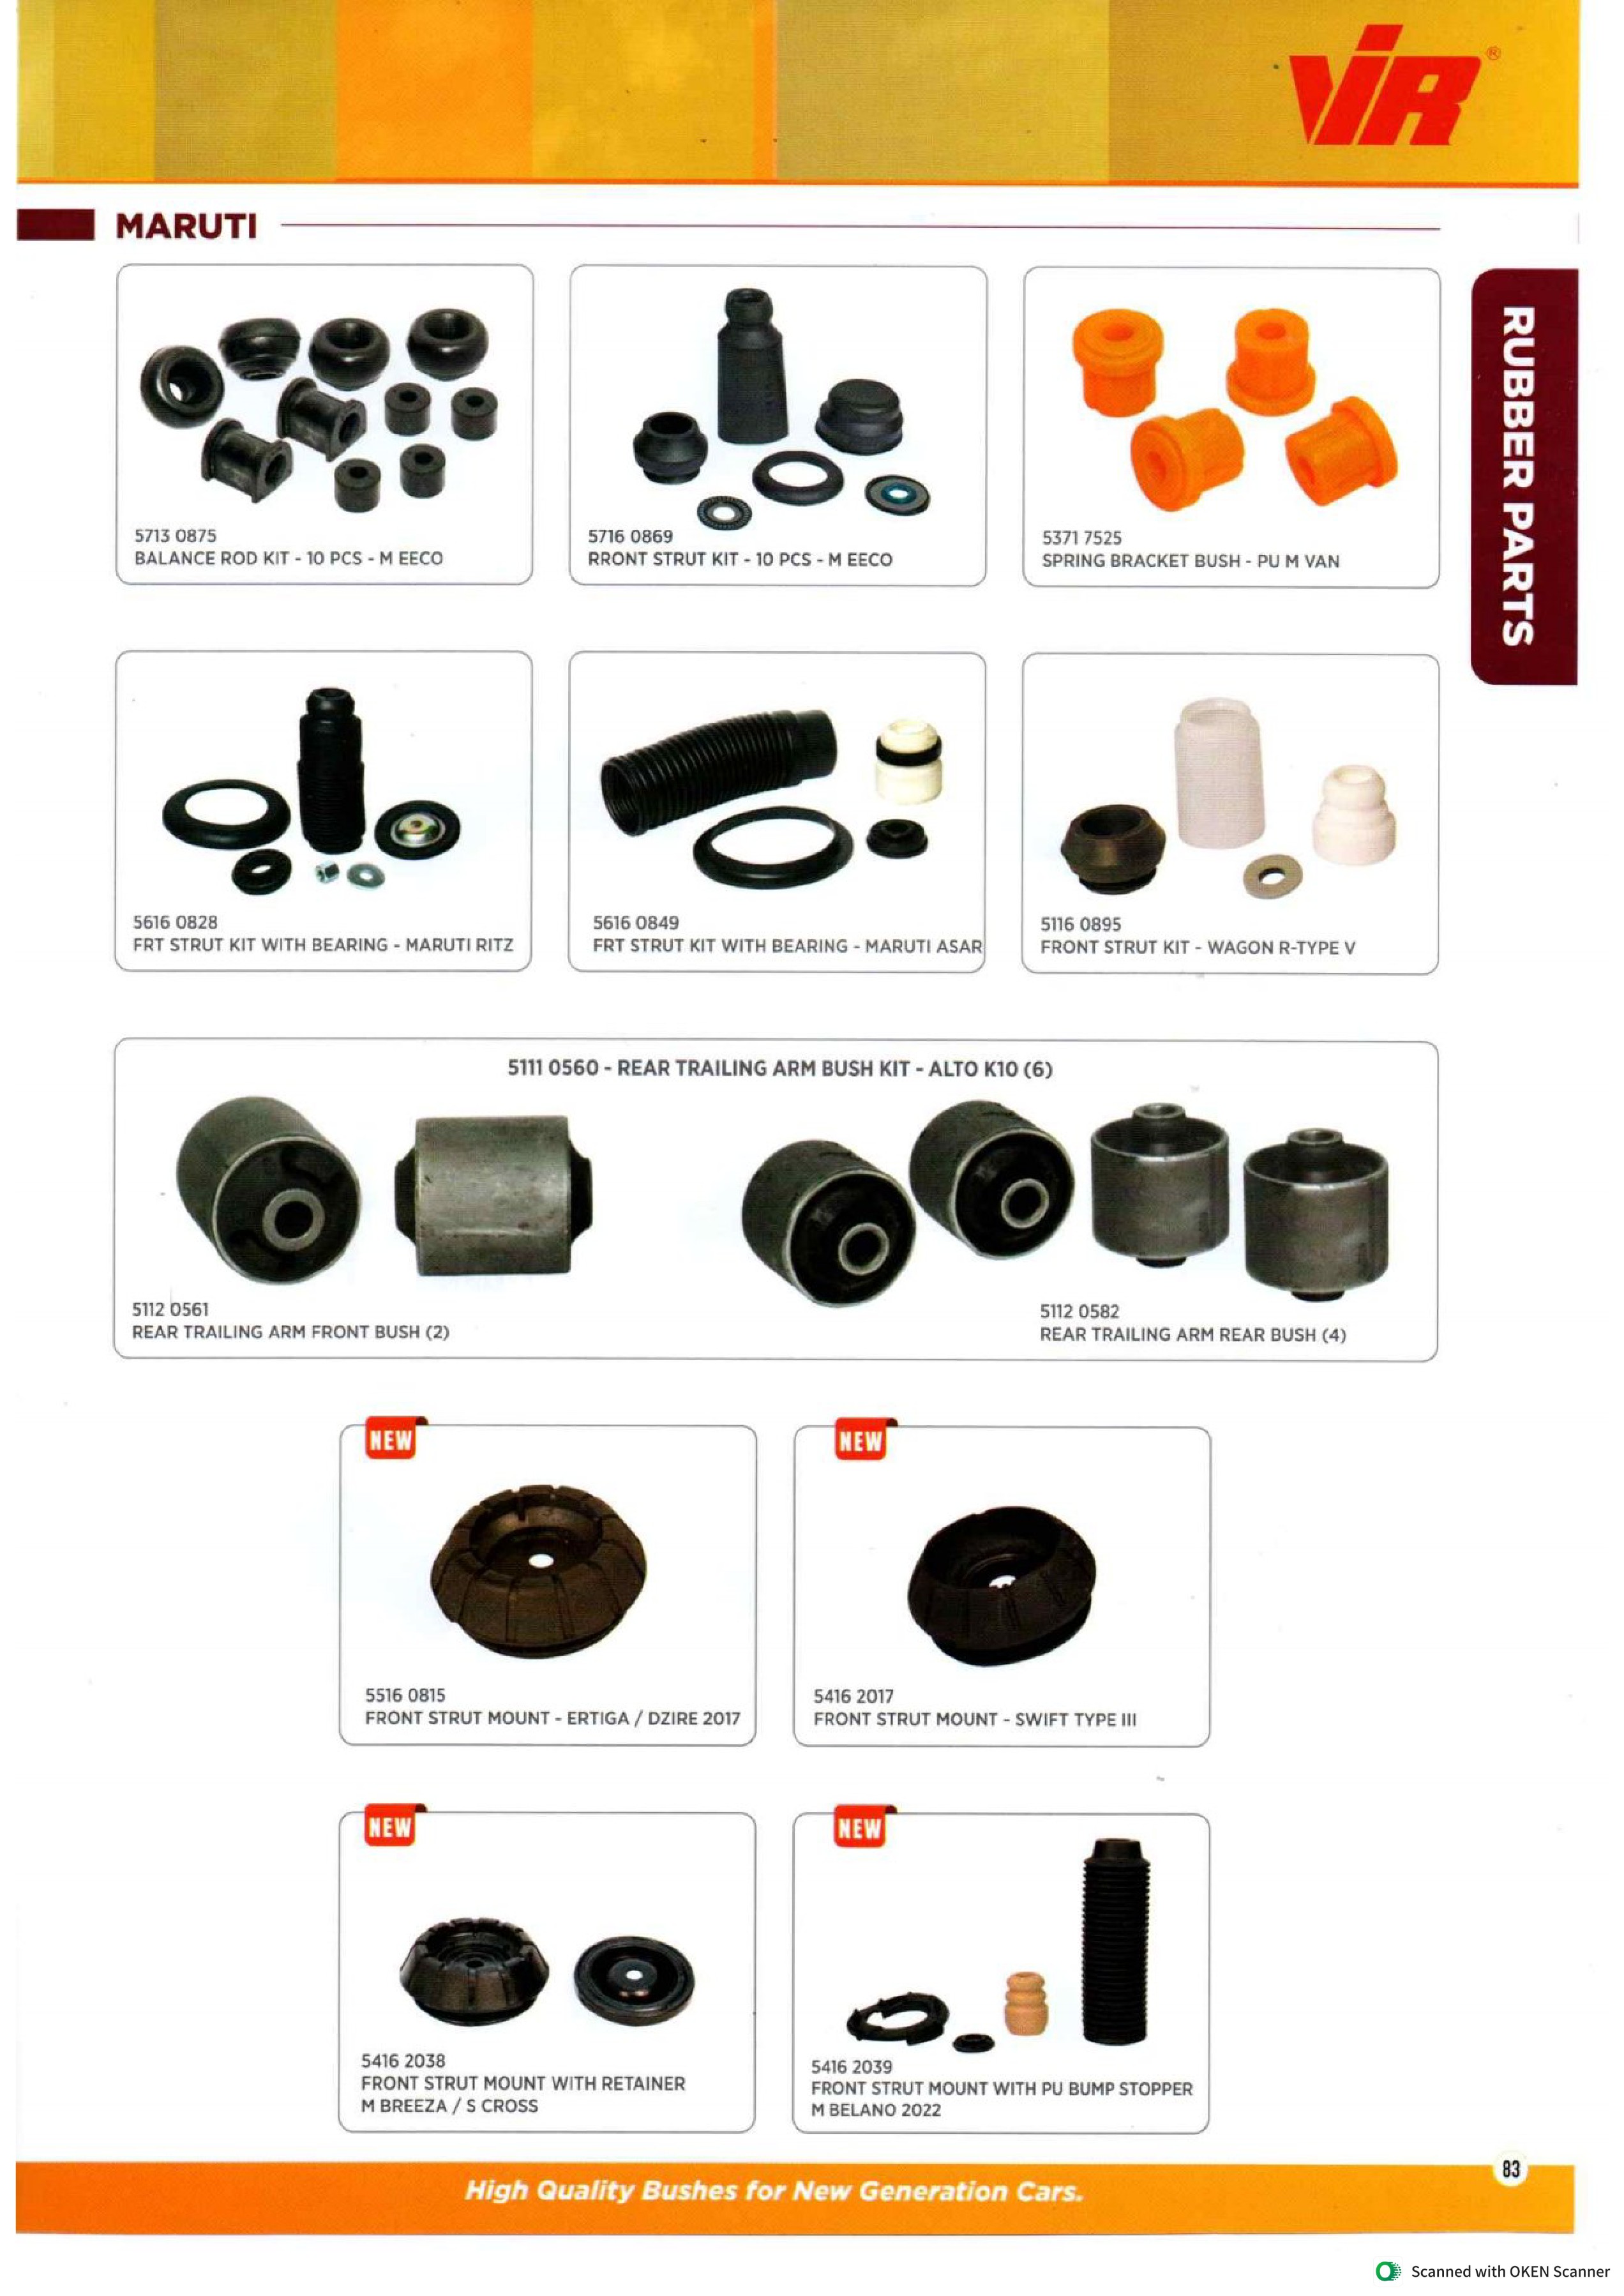 VIR®
MARUTI
RUBBER PARTS
5713 0875
BALANCE ROD KIT - 10 PCS - M EECO
5716 0869
RRONT STRUT KIT - 10 PCS - M EECO
5371 7525
SPRING BRACKET BUSH - PU M VAN
5616 0828
FRT STRUT KIT WITH BEARING - MARUTI RITZ
5616 0849
FRT STRUT KIT WITH BEARING - MARUTI ASAR
5116 0895
FRONT STRUT KIT - WAGON R-TYPE V
5111 0560 - REAR TRAILING ARM BUSH KIT - ALTO K10 (6)
5112 0561
REAR TRAILING ARM FRONT BUSH (2)
5112 0582
REAR TRAILING ARM REAR BUSH (4)
NEW
5516 0815
FRONT STRUT MOUNT - ERTIGA / DZIRE 2017
NEW
5416 2017
FRONT STRUT MOUNT - SWIFT TYPE III
NEW
5416 2038
FRONT STRUT MOUNT WITH RETAINER
M BREEZA / S CROSS
NEW
5416 2039
FRONT STRUT MOUNT WITH PU BUMP STOPPER
M BELANO 2022
83
High Quality Bushes for New Generation Cars.
Scanned with OKEN Scanner